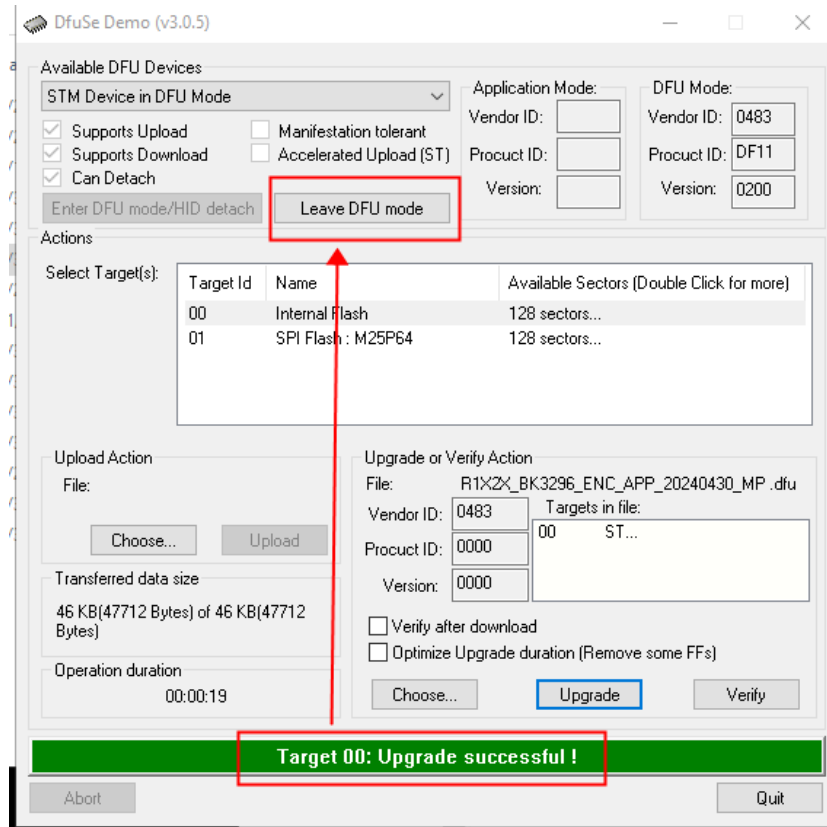 DfuSe Demo (v3.0.5)
Available DFU Devices
STM Device in DFU Mode
Supports Upload
Manifestation tolerant
Supports Download
Accelerated Upload (ST)
Can Detach
Enter DFU mode/HID detach
Leave DFU mode
Application Mode:
Vendor ID:
Procuct ID:
Version:
DFU Mode:
Vendor ID: 0483
Procuct ID: DF11
Version: 0200
Actions
Select Target(s):
Target Id Name Available Sectors (Double Click for more)
00 Internal Flash 128 sectors...
01 SPI Flash : M25P64 128 sectors...
Upload Action
File:
Choose... Upload
Transferred data size
46 KB(47712 Bytes) of 46 KB(47712
Bytes)
Operation duration
00:00:19
Upgrade or Verify Action
File: R1X2X_BK3296_ENC_APP_20240430_MP .dfu
Vendor ID: 0483
Procuct ID: 0000
Version: 0000
Targets in file:
00 ST...
Verify after download
Optimize Upgrade duration (Remove some FFs)
Choose... Upgrade Verify
Target 00: Upgrade successful !
Abort Quit